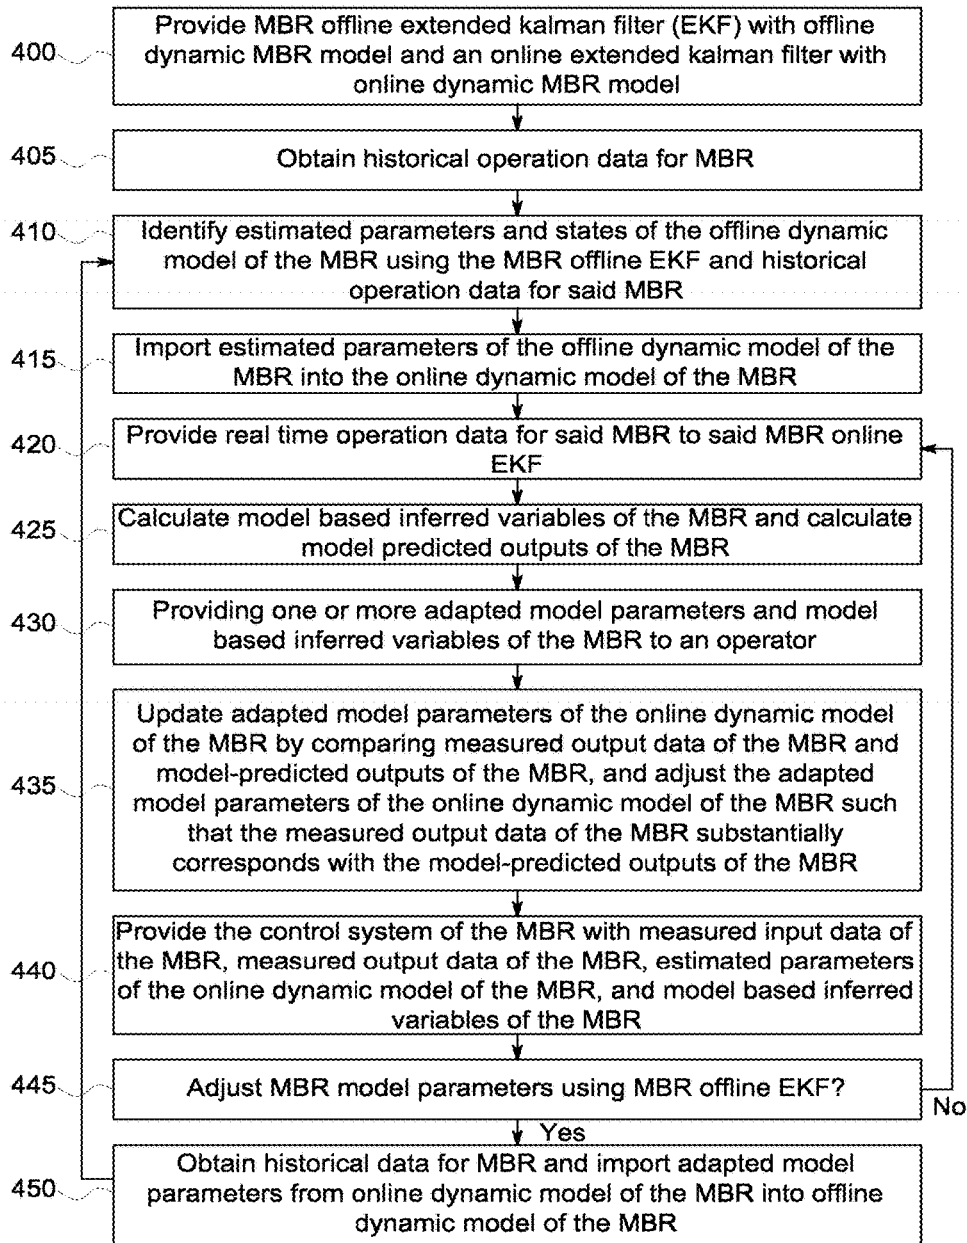 400
Provide MBR offline extended kalman filter (EKF) with offline
dynamic MBR model and an online extended kalman filter with
online dynamic MBR model
405
Obtain historical operation data for MBR
410
Identify estimated parameters and states of the offline dynamic
model of the MBR using the MBR offline EKF and historical
operation data for said MBR
415
Import estimated parameters of the offline dynamic model of the
MBR into the online dynamic model of the MBR
420
Provide real time operation data for said MBR to said MBR online
EKF
425
Calculate model based inferred variables of the MBR and calculate
model predicted outputs of the MBR
430
Providing one or more adapted model parameters and model
based inferred variables of the MBR to an operator
435
Update adapted model parameters of the online dynamic model
of the MBR by comparing measured output data of the MBR and
model-predicted outputs of the MBR, and adjust the adapted
model parameters of the online dynamic model of the MBR such
that the measured output data of the MBR substantially
corresponds with the model-predicted outputs of the MBR
440
Provide the control system of the MBR with measured input data of
the MBR, measured output data of the MBR, estimated parameters
of the online dynamic model of the MBR, and model based inferred
variables of the MBR
445
Adjust MBR model parameters using MBR offline EKF?
No
Yes
450
Obtain historical data for MBR and import adapted model
parameters from online dynamic model of the MBR into offline
dynamic model of the MBR